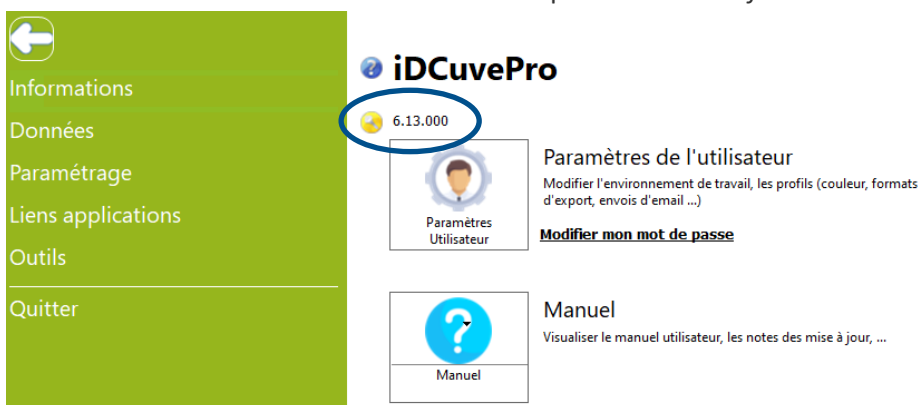 Informations
Données
Paramétrage
Liens applications
Outils
Quitter
iDCuvePro
6.13.000
Paramètres
Utilisateur
Paramètres de l'utilisateur
Modifier l'environnement de travail, les profils (couleur, formats
d'export, envois d'email ...)
Modifier mon mot de passe
Manuel
Manuel
Visualiser le manuel utilisateur, les notes des mise à jour, ...